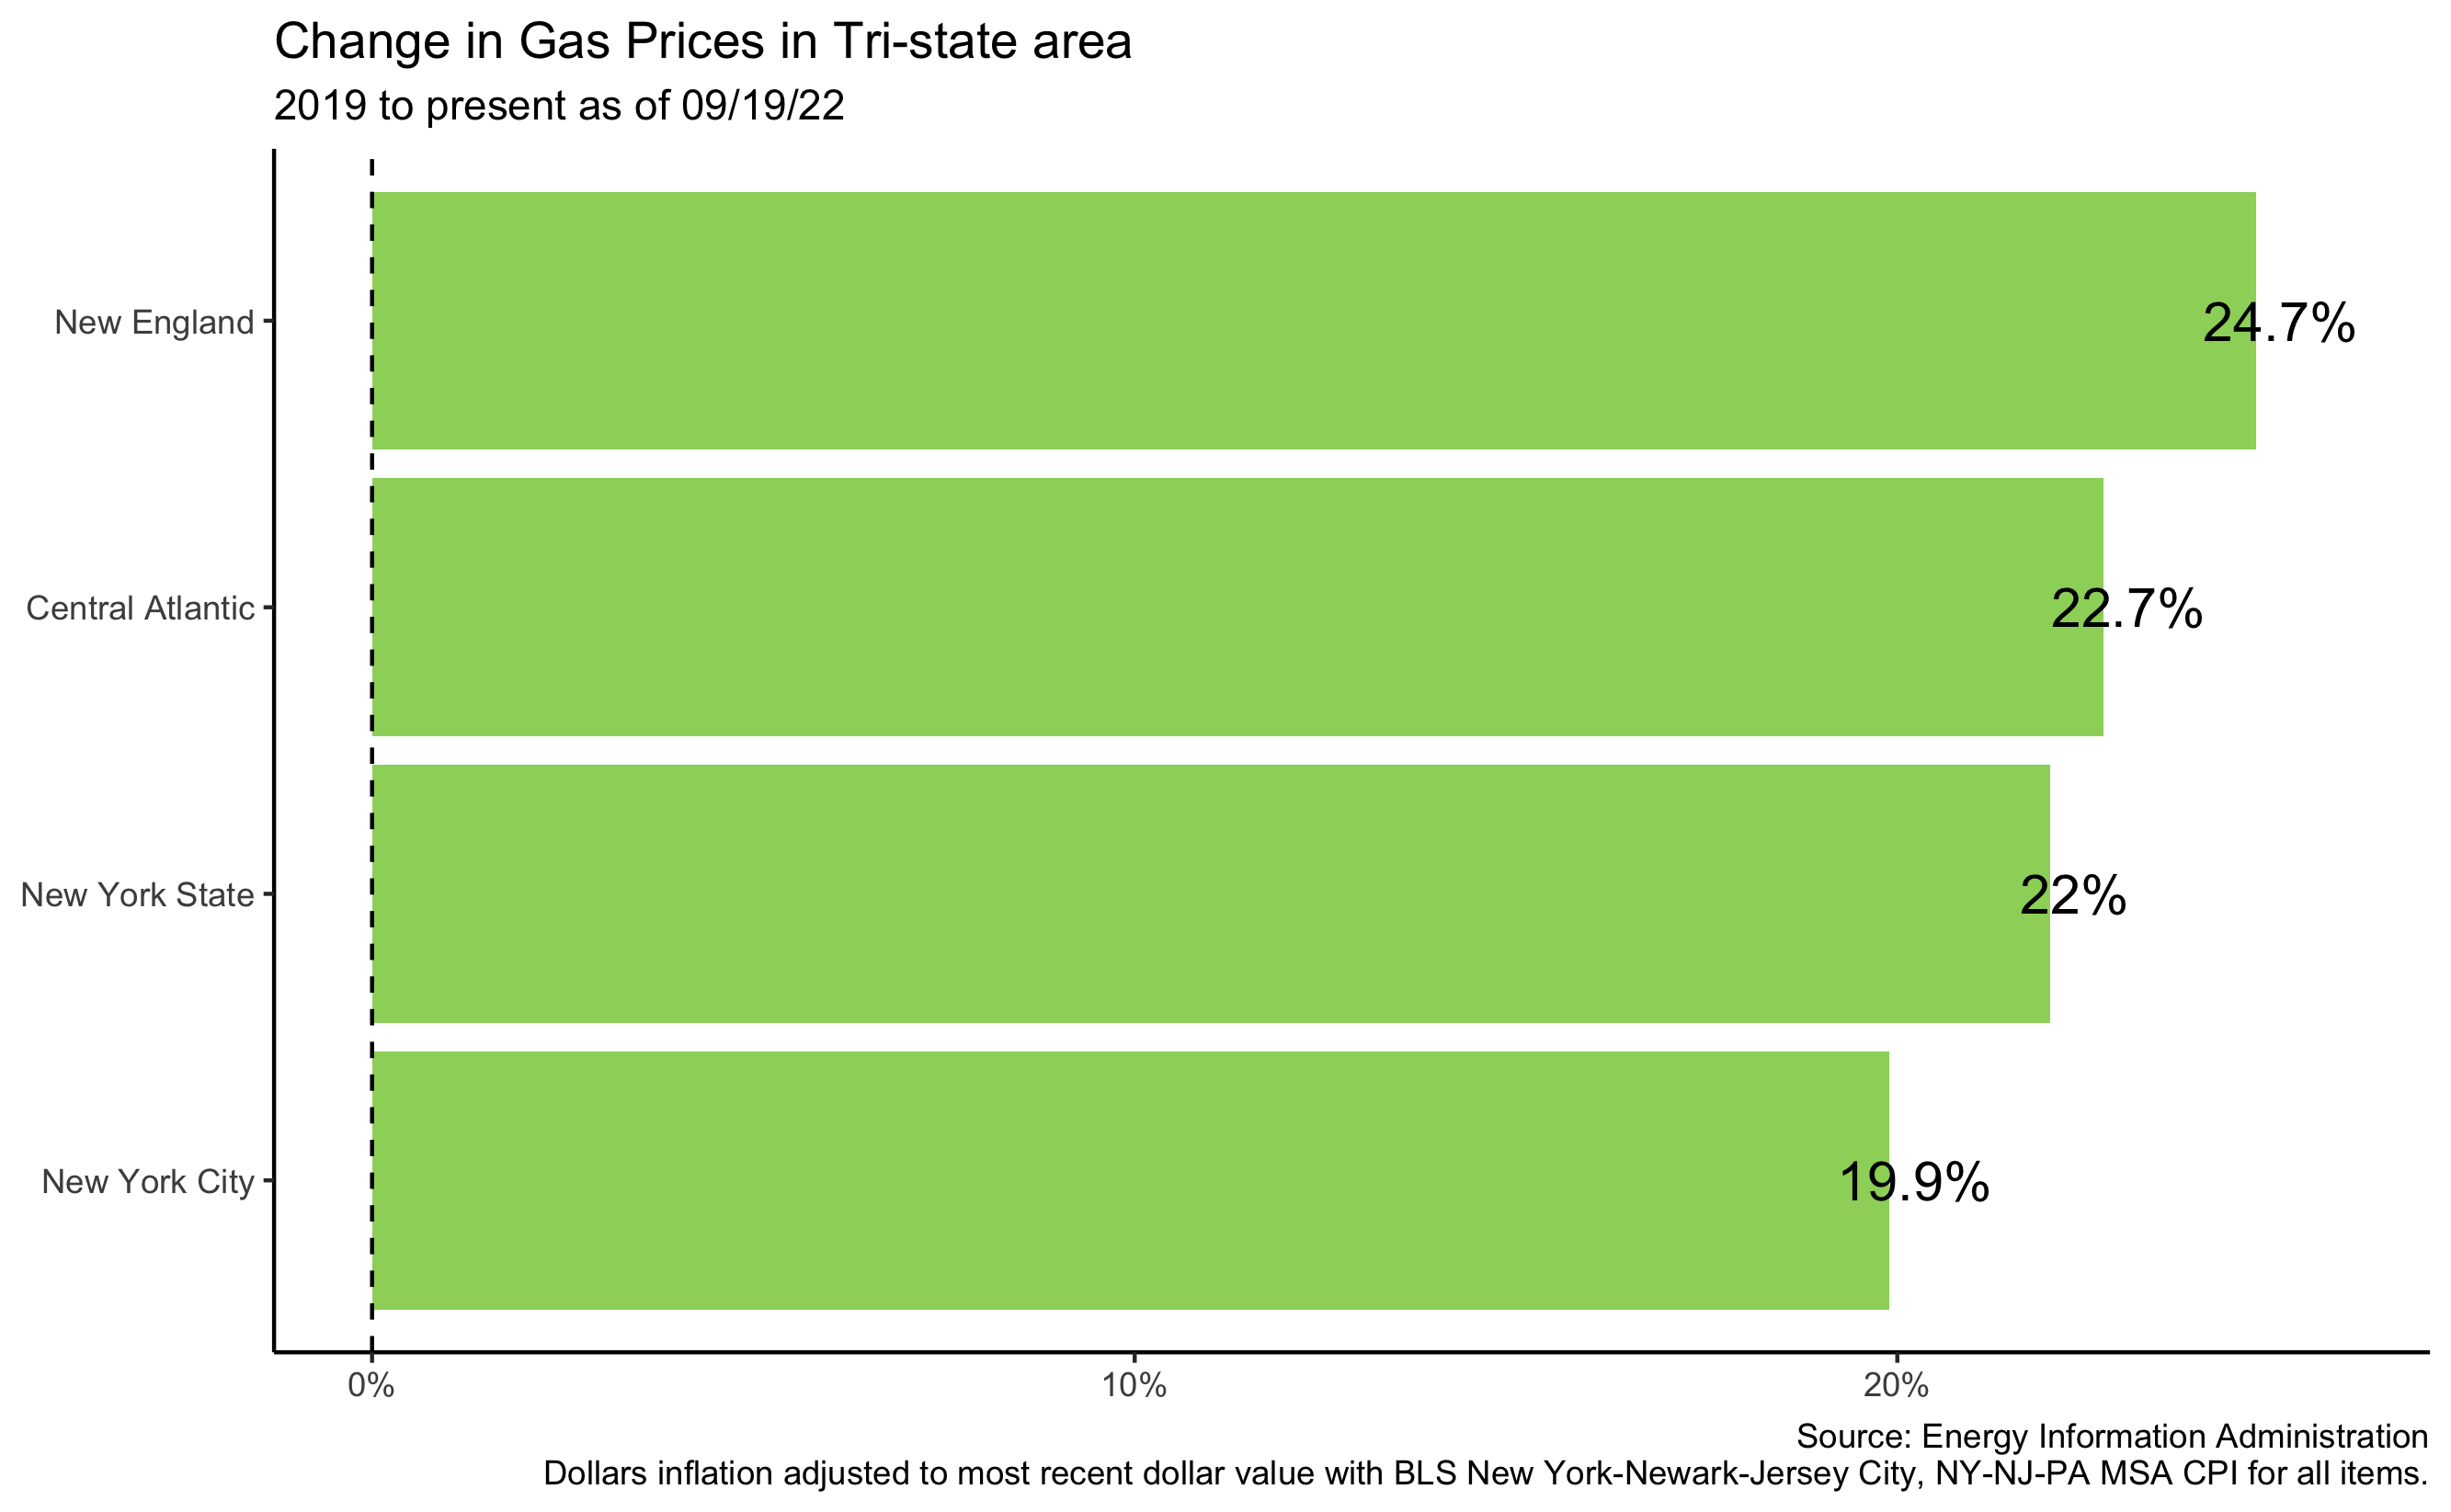 Change in Gas Prices in Tri-state area
2019 to present as of 09/19/22
New England
24.7%
Central Atlantic
22.7%
New York State
22%
New York City
19.9%
0%
10%
20%
Source: Energy Information Administration
Dollars inflation adjusted to most recent dollar value with BLS New York-Newark-Jersey City, NY-NJ-PA MSA CPI for all items.